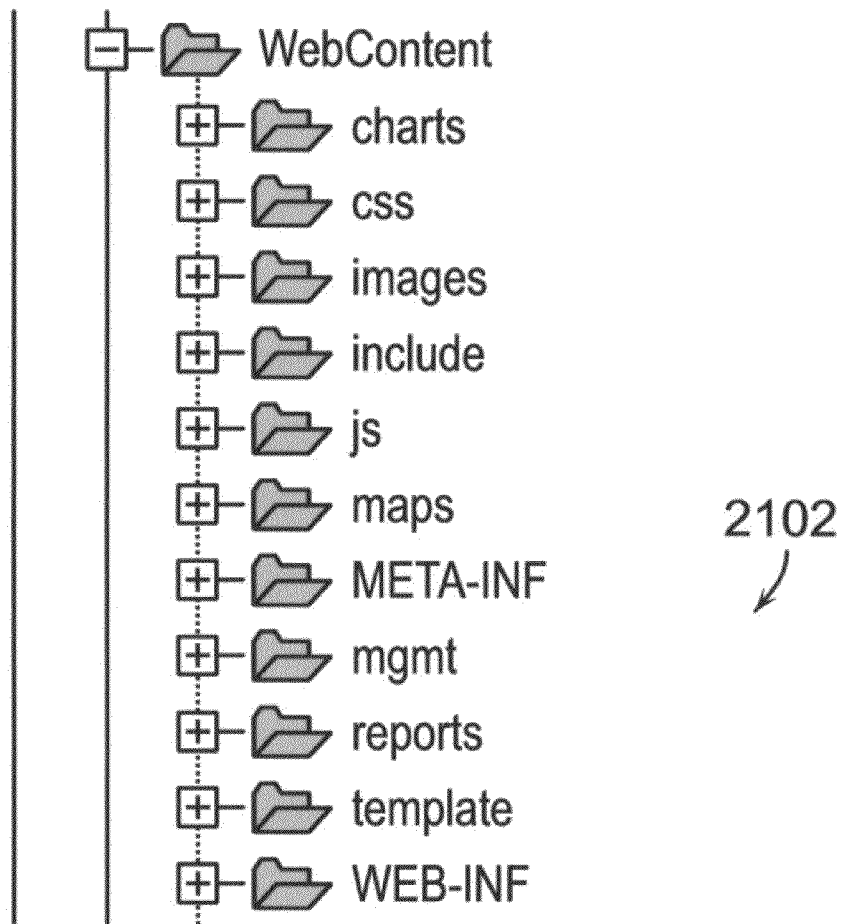 WebContent
charts
css
images
include
js
maps
2102
META-INF
mgmt
reports
template
WEB-INF